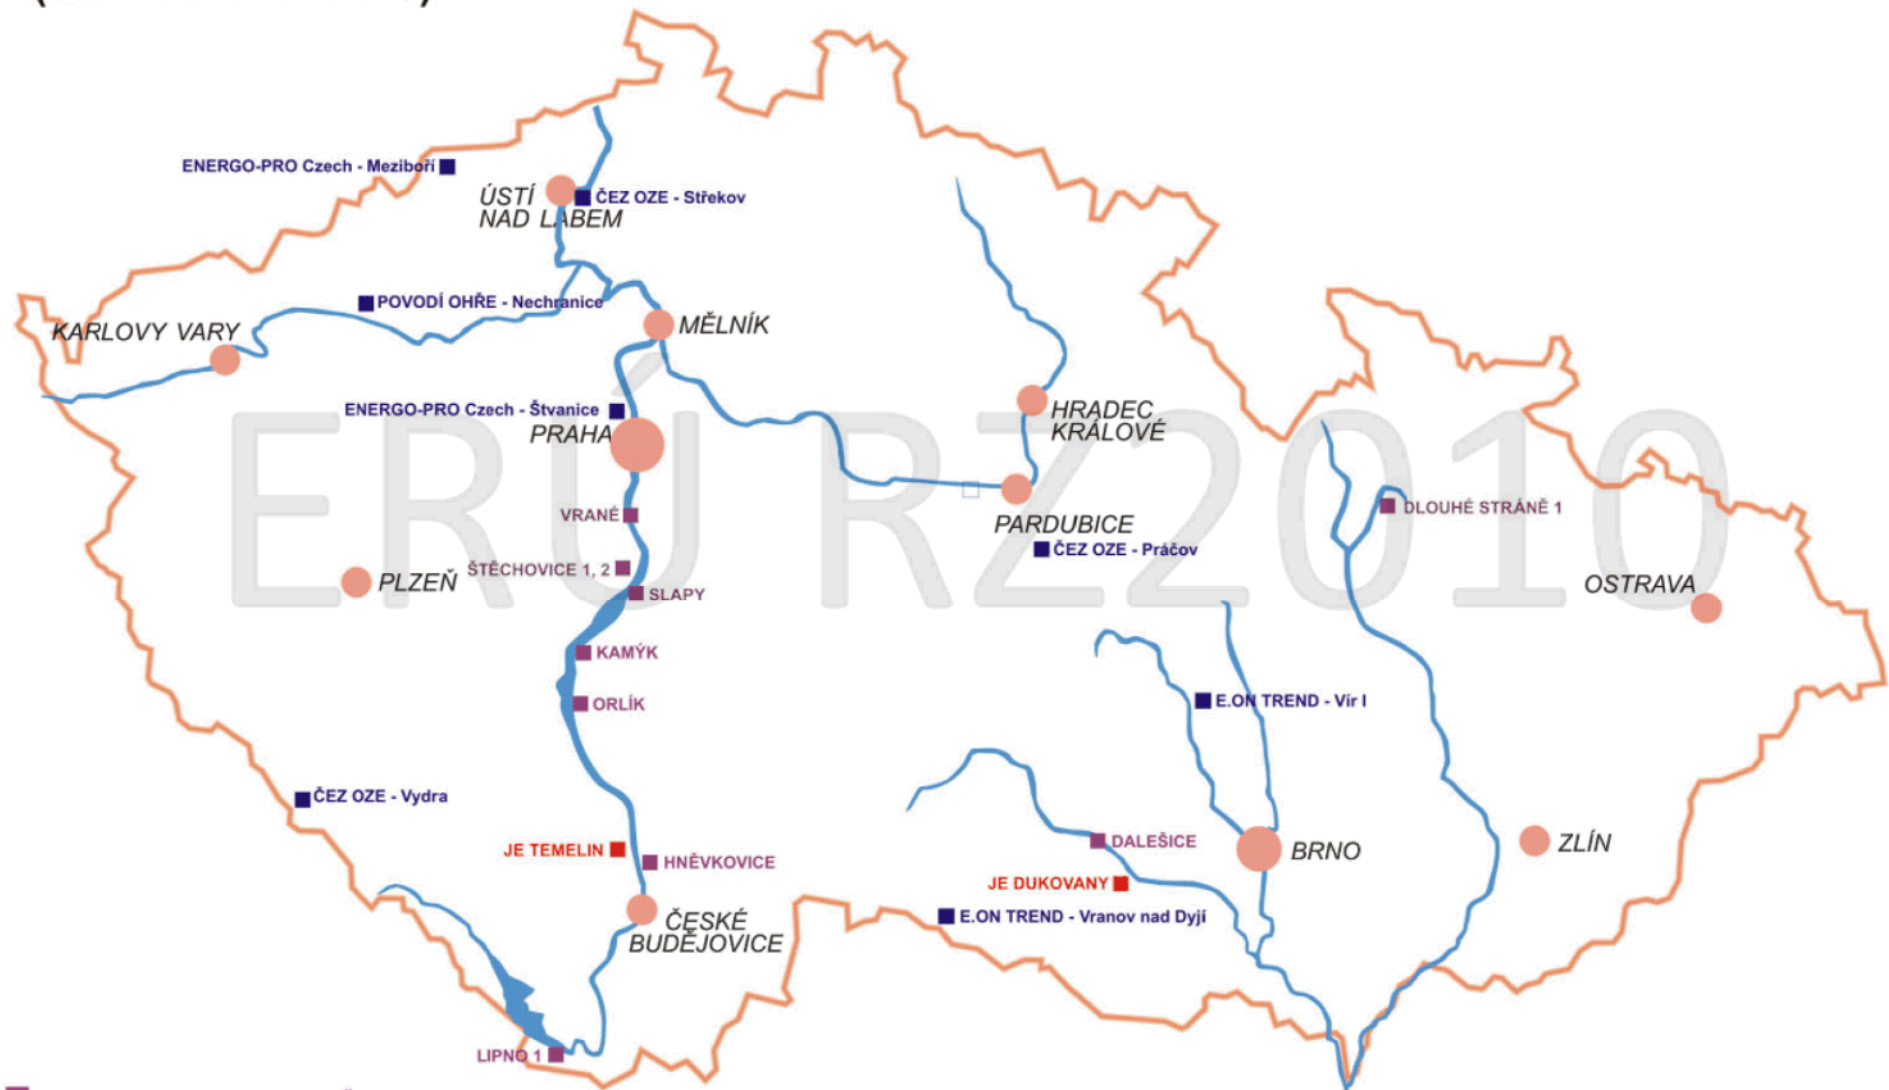 ENERGO-PRO Czech - Meziboří
ÚSTÍ
NAD LABEM
ČEZ OZE - Střekov
POVODÍ OHŘE - Nechranice
KARLOVY VARY
MĚLNÍK
ENERGO-PRO Czech - Štvanice
PRAHA
HRADEC
KRÁLOVÉ
ERÚ RZ2010
VRANÉ
DLOUHÉ STRÁNĚ 1
PARDUBICE
ČEZ OZE - Práčov
ŠTĚCHOVICE 1, 2
PLZEŇ
SLAPY
OSTRAVA
KAMÝK
ORLÍK
E.ON TREND - Vír I
ČEZ OZE - Vydra
JE TEMELIN
HNĚVKOVICE
DALEŠICE
BRNO
ZLÍN
JE DUKOVANY
E.ON TREND - Vranov nad Dyjí
ČESKÉ
BUDĚJOVICE
LIPNO 1